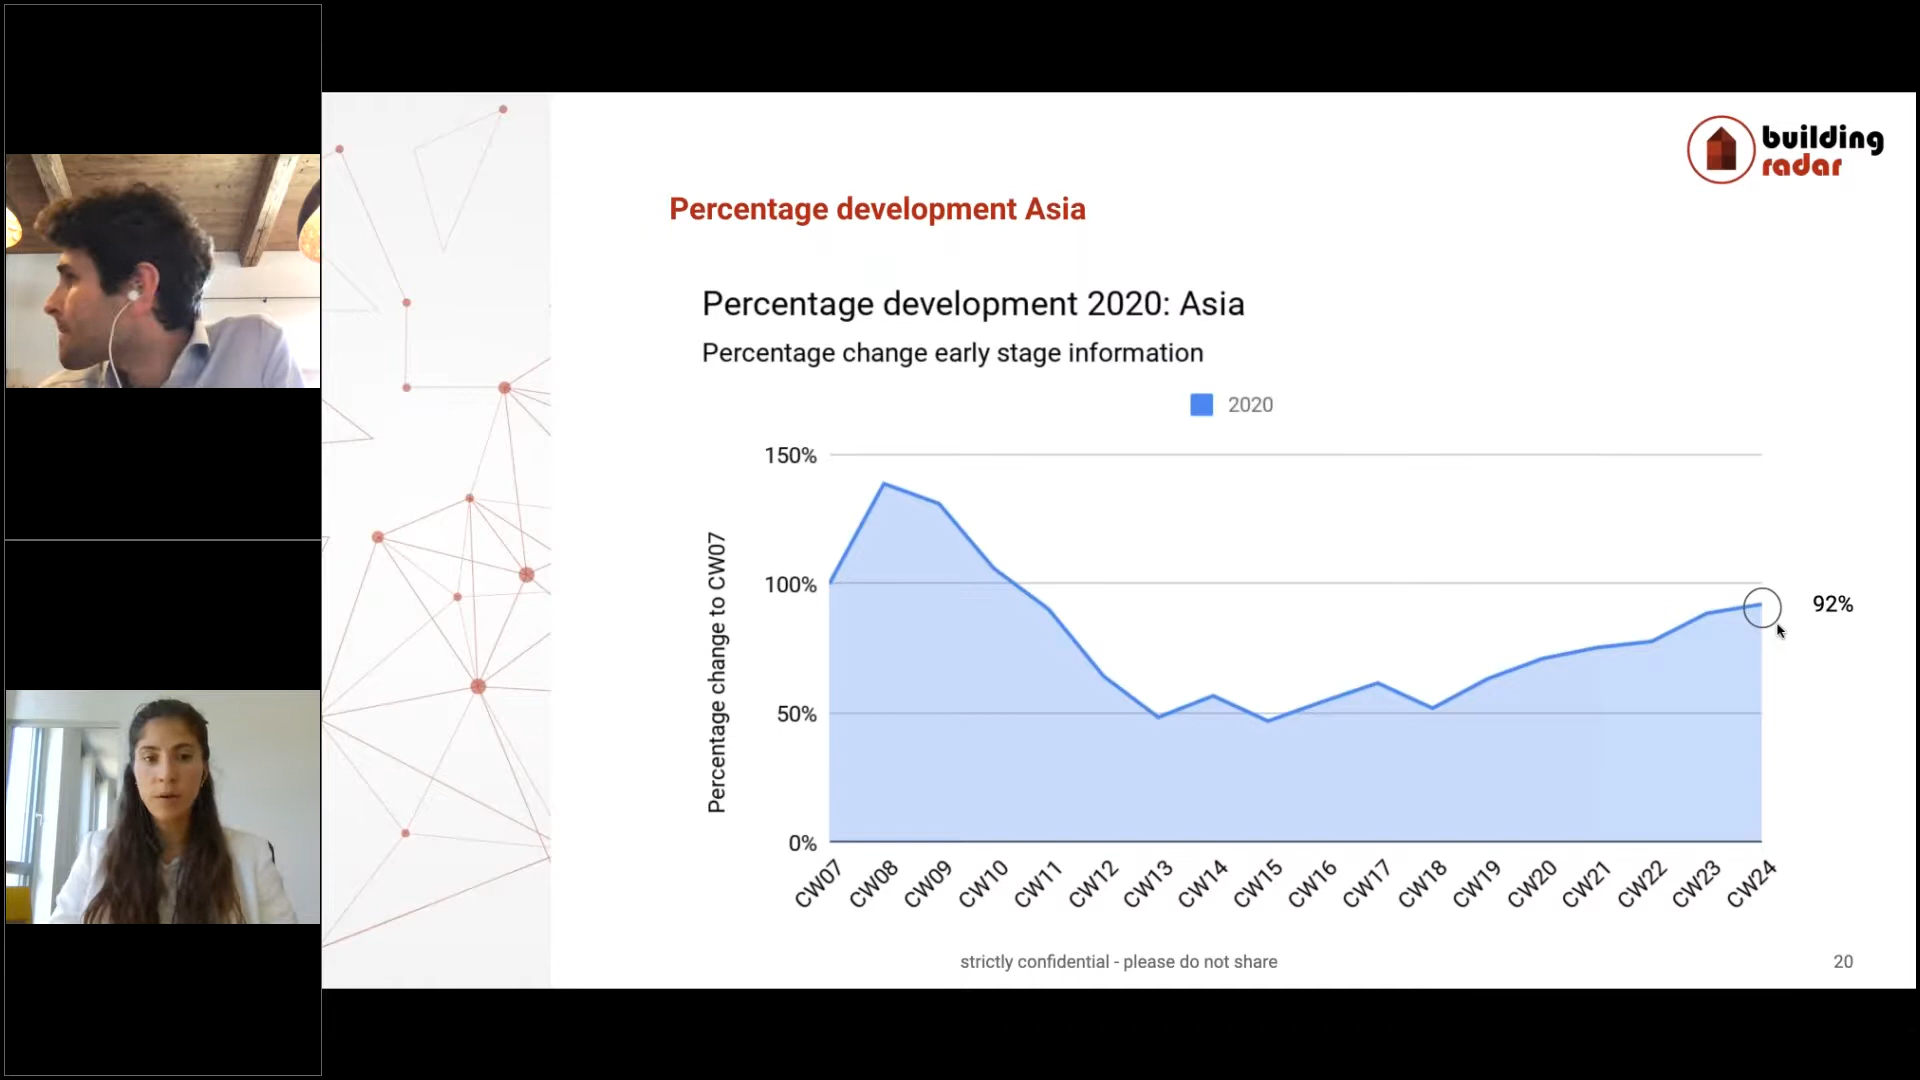 building
radar
Percentage development Asia
Percentage development 2020: Asia
Percentage change early stage information
2020
150%
100%
50%
0%
Percentage change to CW07
92%
CW07
CW08
CW09
CW10
CW11
CW12
CW13
CW14
CW15
CW16
CW17
CW18
CW19
CW20
CW21
CW22
CW23
CW24
strictly confidential - please do not share
20